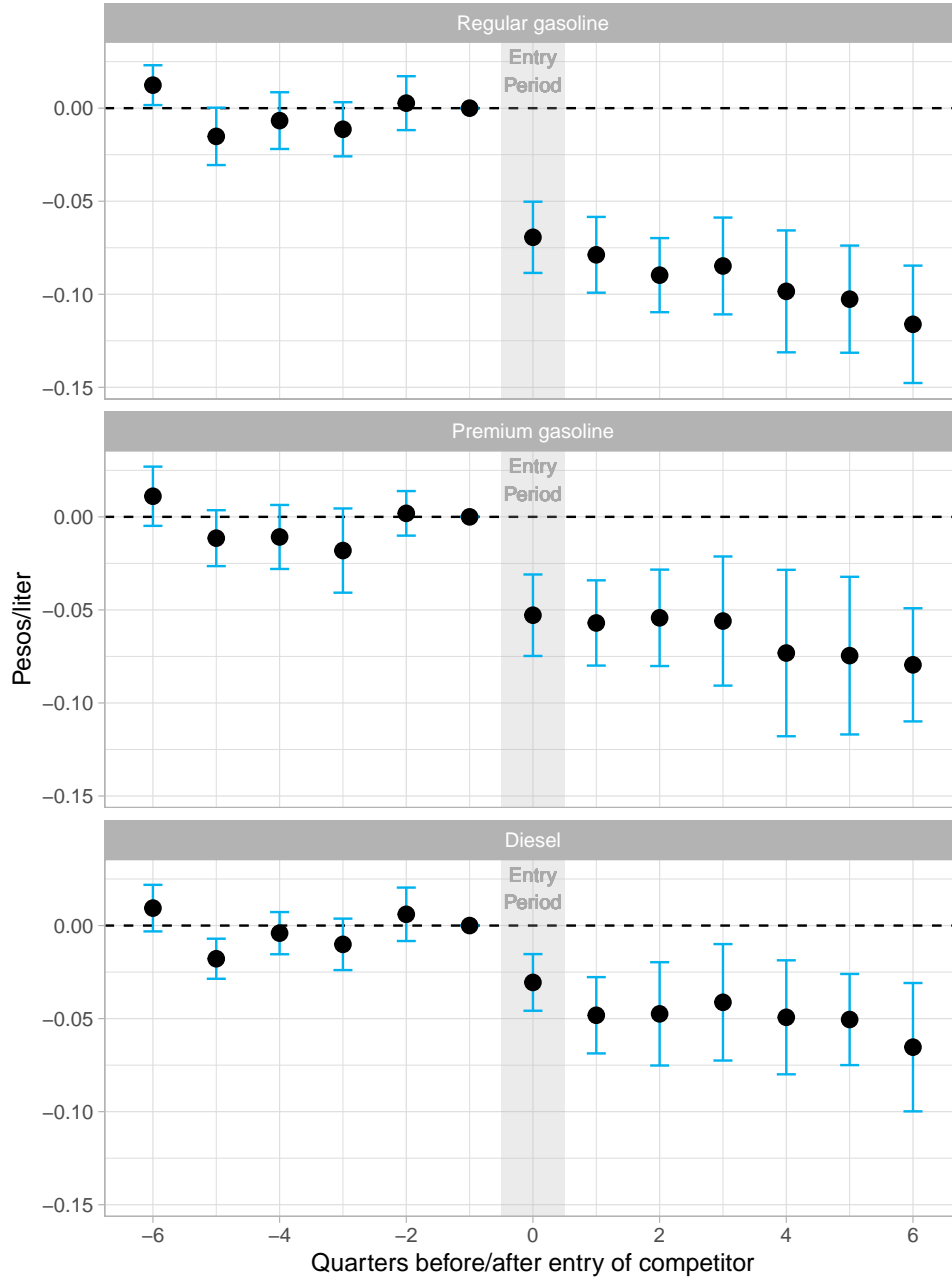 Regular gasoline
Entry
Period
0.00
−0.05
−0.10
−0.15
Premium gasoline
Entry
Period
0.00
−0.05
−0.10
−0.15
Diesel
Entry
Period
0.00
−0.05
−0.10
−0.15
Pesos/liter
−6 −4 −2 0 2 4 6
Quarters before/after entry of competitor